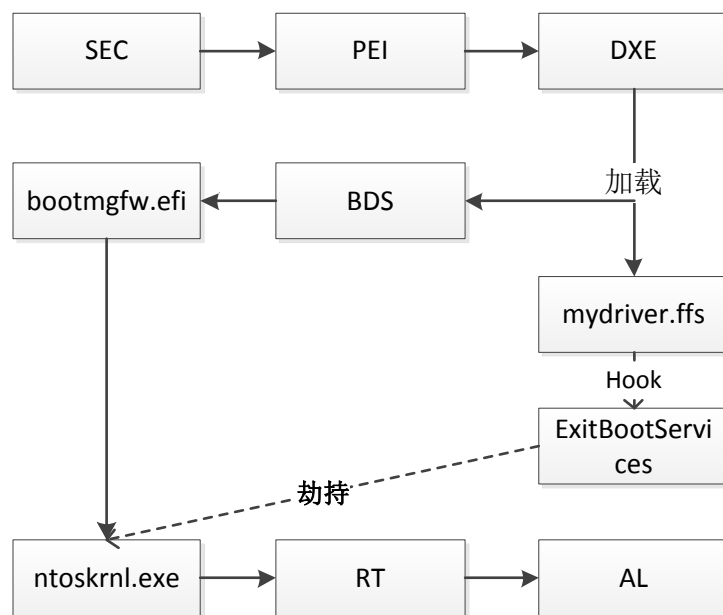 SEC
PEI
DXE
加载
bootmgfw.efi
BDS
mydriver.ffs
Hook
ExitBootServi
ces
劫持
ntoskrnl.exe
RT
AL